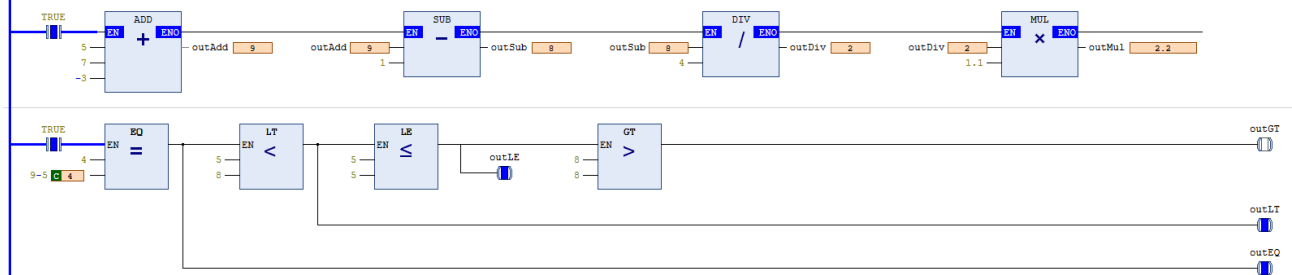 TRUE ADD SUB DIV MUL
EN ENO EN ENO EN ENO EN ENO
+ - / ×
5 outAdd 9 outAdd 9 outSub 8 outSub 8 outDiv 2 outDiv 2 outMul 2.2
7 1 4 1.1
-3
TRUE EQ LT LE GT outGT
EN = EN < EN ≤ EN >
4 5 5 outLE 8
9-5 C 4 8 5 8
outLT
outEQ